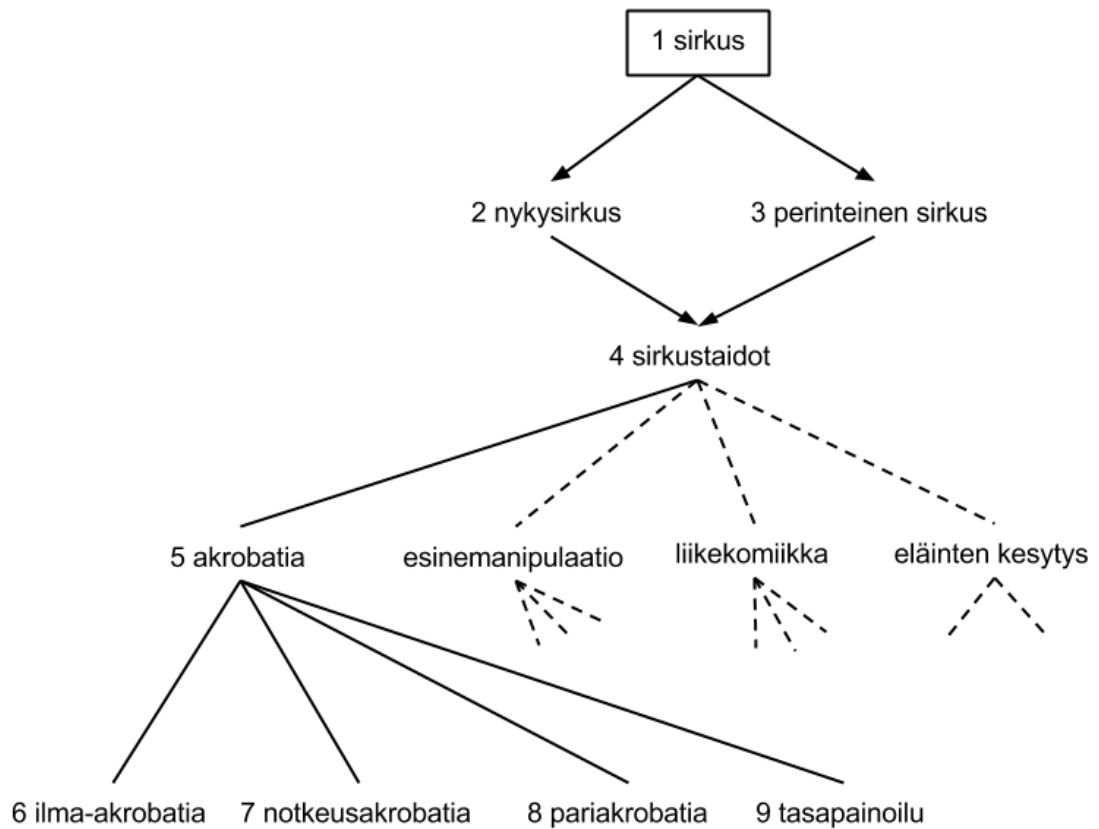 1 sirkus
2 nykysirkus
3 perinteinen sirkus
4 sirkustaidot
5 akrobatia
esinemanipulaatio
liikekomiikka
eläinten kesytys
6 ilma-akrobatia
7 notkeusakrobatia
8 pariakrobatia
9 tasapainoilu